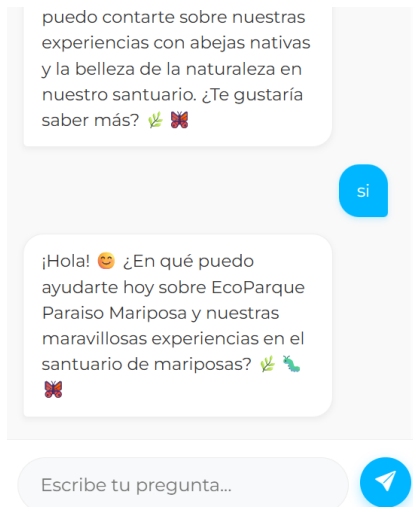 puedo contarte sobre nuestras
experiencias con abejas nativas
y la belleza de la naturaleza en
nuestro santuario. ¿Te gustaría
saber más? 🌿 🦋
si
¡Hola! 😊 ¿En qué puedo
ayudarte hoy sobre EcoParque
Paraiso Mariposa y nuestras
maravillosas experiencias en el
santuario de mariposas? 🌿 🐛
🦋
Escribe tu pregunta...